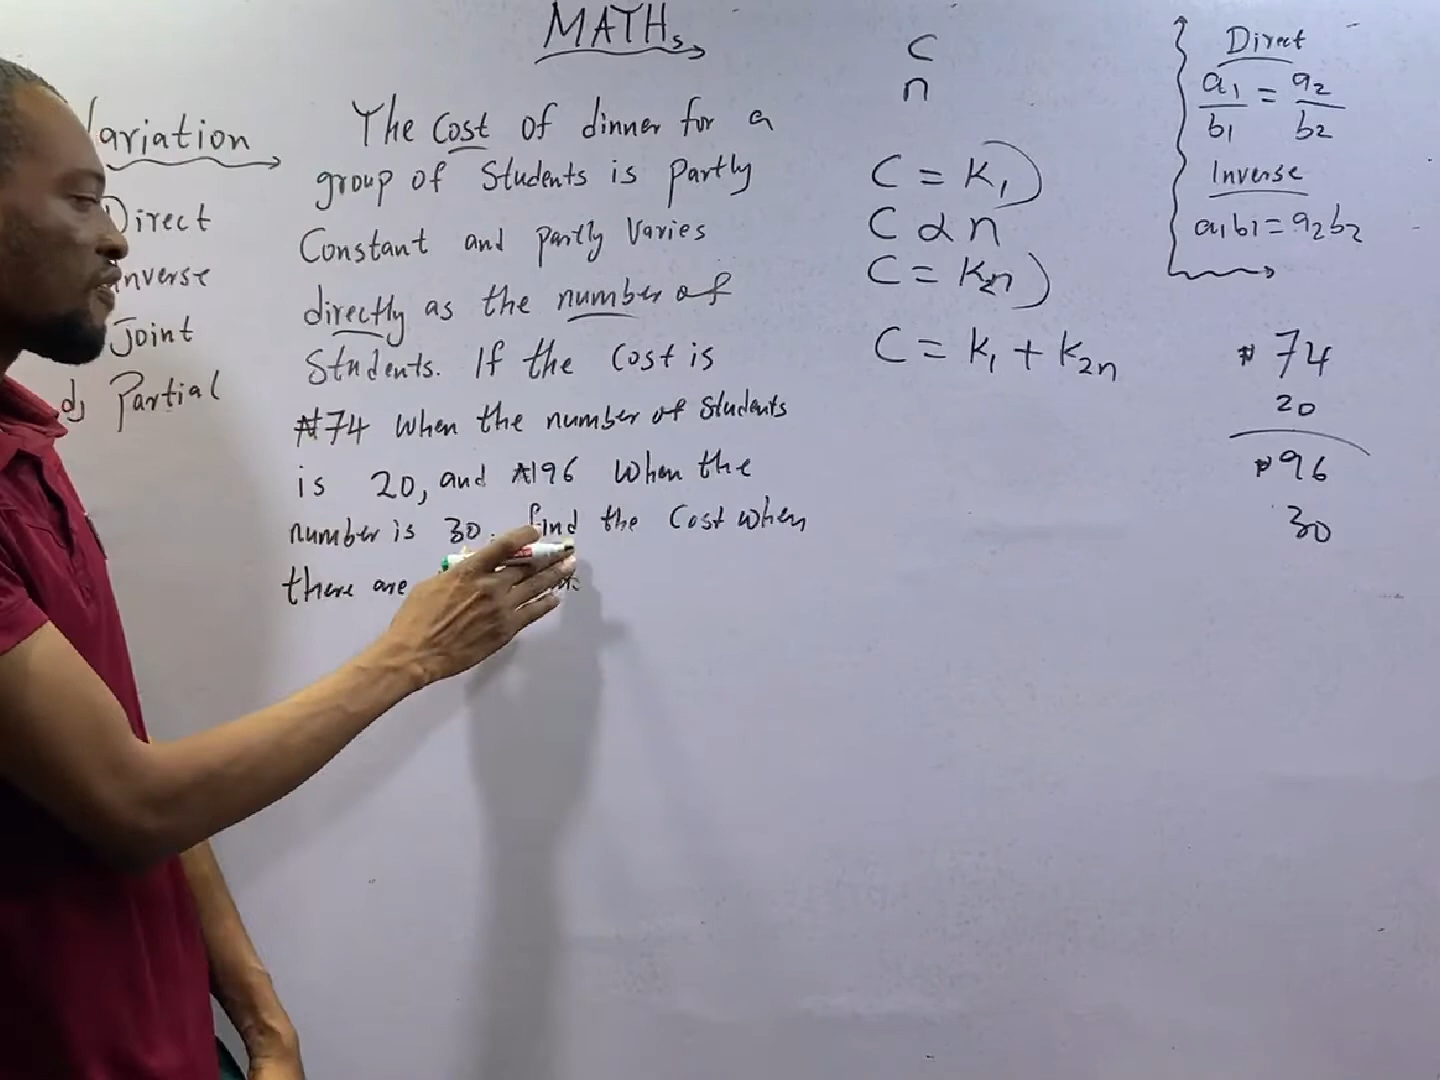 MATHs
Variation
Direct
Inverse
Joint
d) Partial
The Cost of dinner for a
group of Students is partly
Constant and partly Varies
directly as the number of
Students. If the Cost is
₦74 When the number of Students
is 20, and ₦96 When the
number is 30. find the Cost when
there are
C
n
C = K₁)
C ∝ n
C = K₂n)
C = K₁ + K₂n
Direct
a₁/b₁ = a₂/b₂
Inverse
a₁b₁ = a₂b₂
₦ 74
20
₦96
30